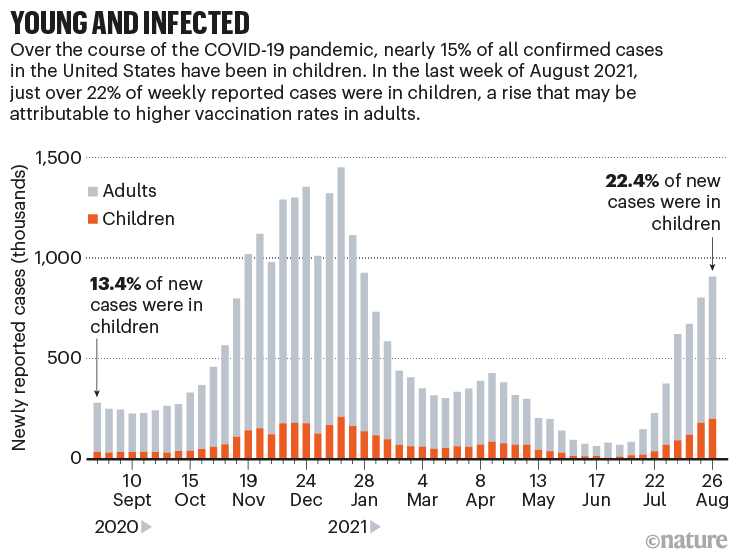 YOUNG AND INFECTED
Over the course of the COVID-19 pandemic, nearly 15% of all confirmed cases
in the United States have been in children. In the last week of August 2021,
just over 22% of weekly reported cases were in children, a rise that may be
attributable to higher vaccination rates in adults.
Newly reported cases (thousands)
1,500
1,000
500
0
Adults
Children
13.4% of new
cases were in
children
22.4% of new
cases were in
children
10 15 19 24 28 4 8 13 17 22 26
Sept Oct Nov Dec Jan Mar Apr May Jun Jul Aug
2020 2021
©nature